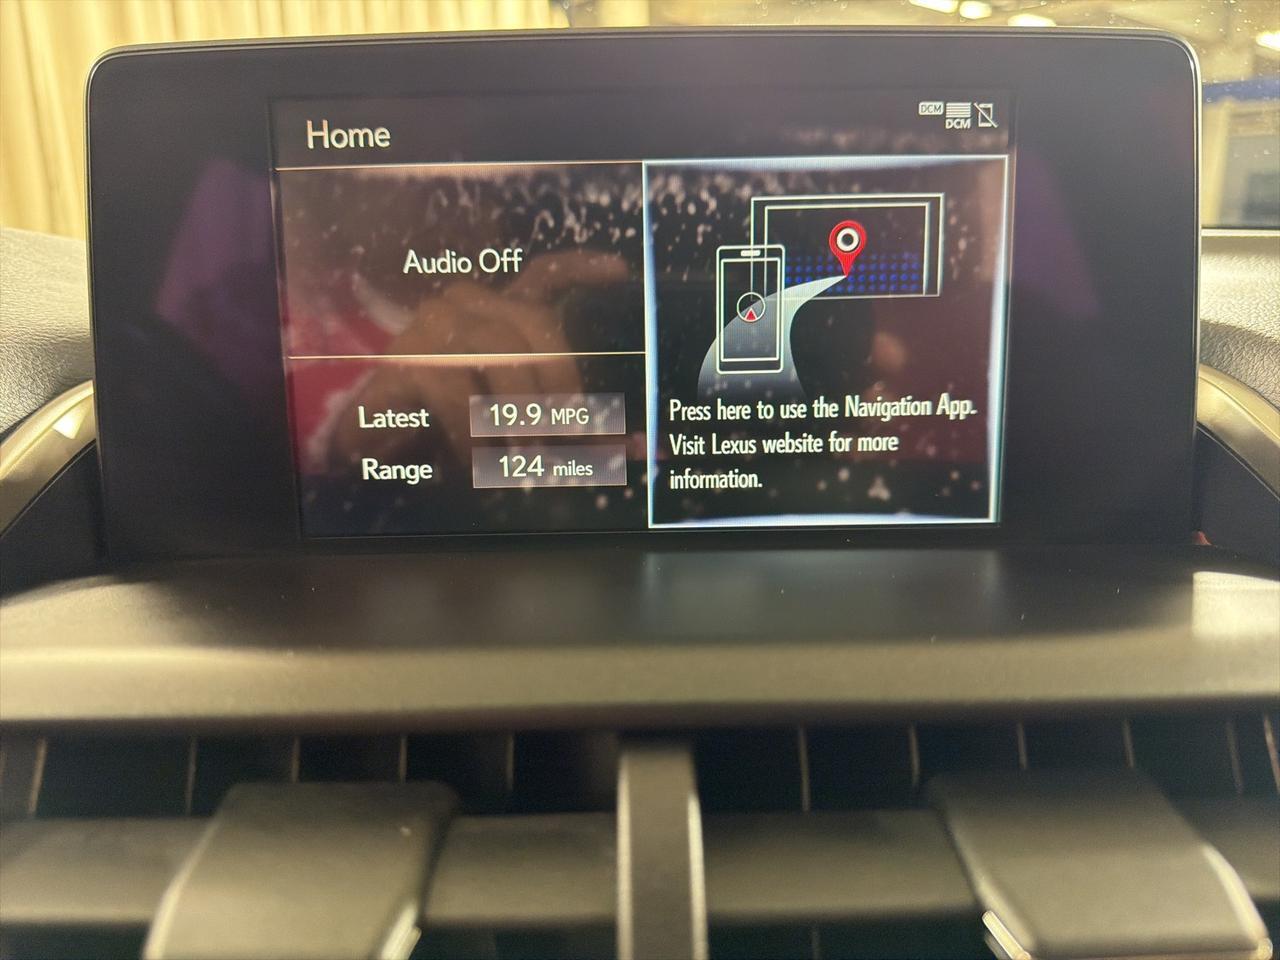 Home
DCM
DCM
Audio Off
Latest 19.9 MPG
Range 124 miles
Press here to use the Navigation App.
Visit Lexus website for more
information.